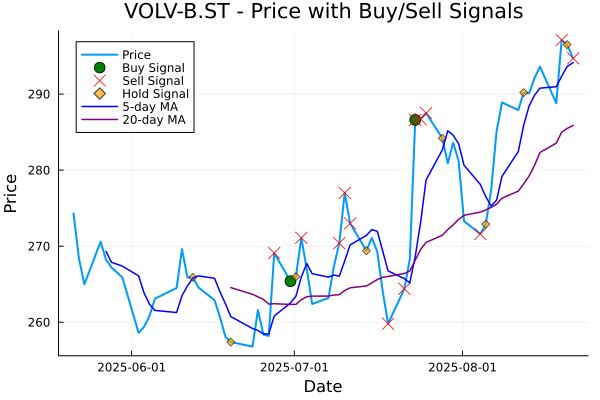 VOLV-B.ST - Price with Buy/Sell Signals
Price
Buy Signal
Sell Signal
Hold Signal
5-day MA
20-day MA
Price
290
280
270
260
2025-06-01
2025-07-01
2025-08-01
Date